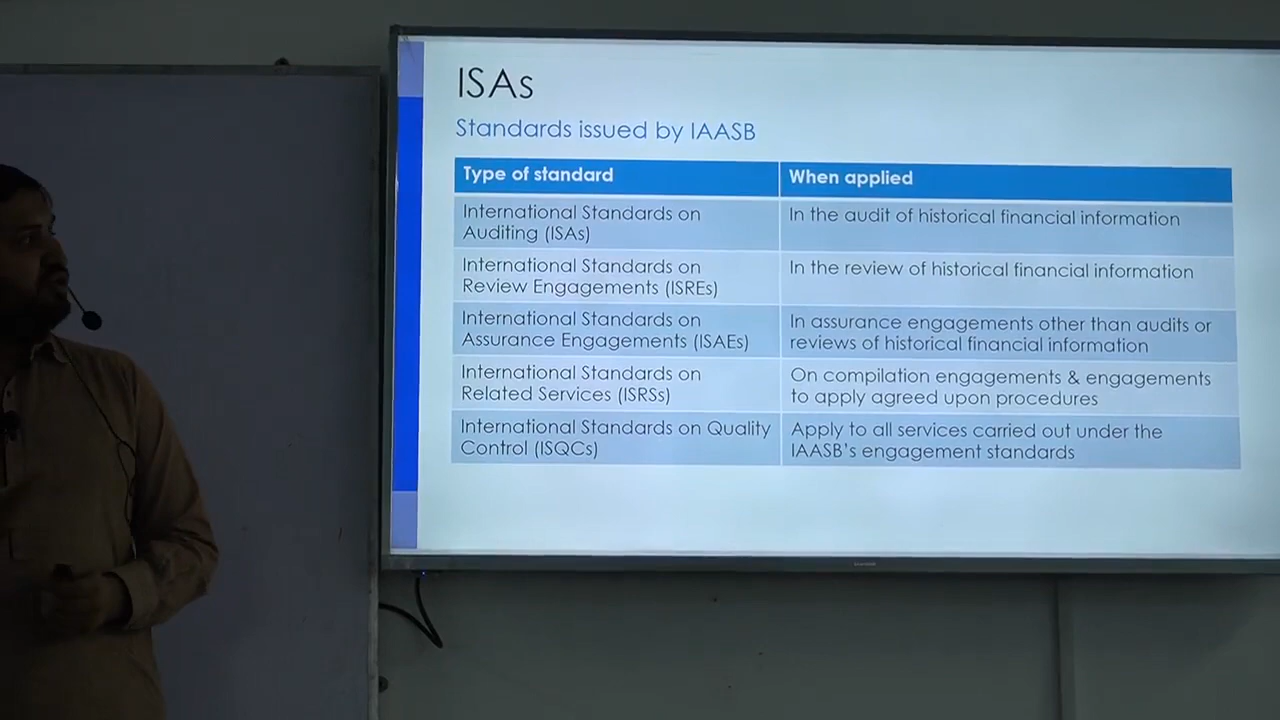 ISAs
Standards issued by IAASB
Type of standard
When applied
International Standards on
Auditing (ISAs)
In the audit of historical financial information
International Standards on
Review Engagements (ISREs)
In the review of historical financial information
International Standards on
Assurance Engagements (ISAEs)
In assurance engagements other than audits or
reviews of historical financial information
International Standards on
Related Services (ISRSs)
On compilation engagements & engagements
to apply agreed upon procedures
International Standards on Quality
Control (ISQCs)
Apply to all services carried out under the
IAASB's engagement standards